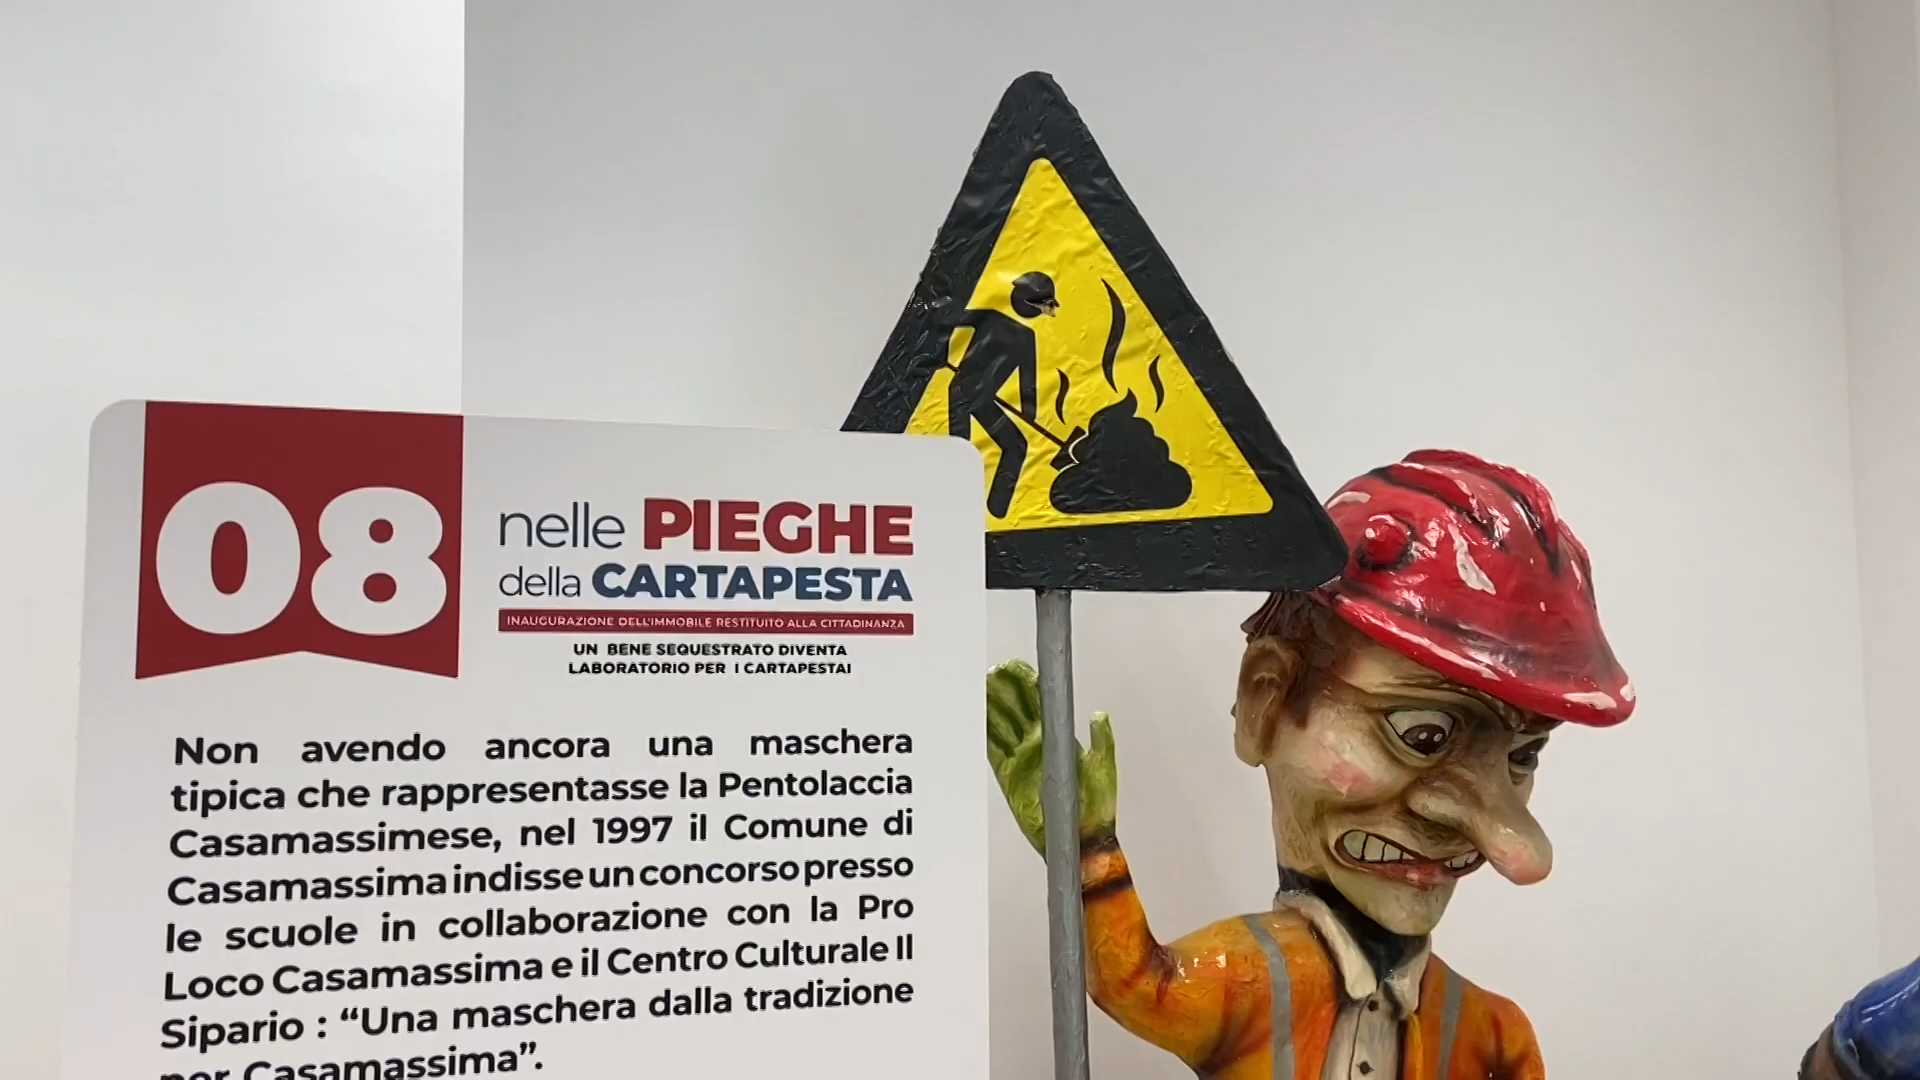 08
nelle PIEGHE
della CARTAPESTA
INAUGURAZIONE DELL'IMMOBILE RESTITUITO ALLA CITTADINANZA
UN BENE SEQUESTRATO DIVENTA
LABORATORIO PER I CARTAPESTAI
Non avendo ancora una maschera
tipica che rappresentasse la Pentolaccia
Casamassimese, nel 1997 il Comune di
Casamassima indisse un concorso presso
le scuole in collaborazione con la Pro
Loco Casamassima e il Centro Culturale Il
Sipario : “Una maschera dalla tradizione
per Casamassima”.